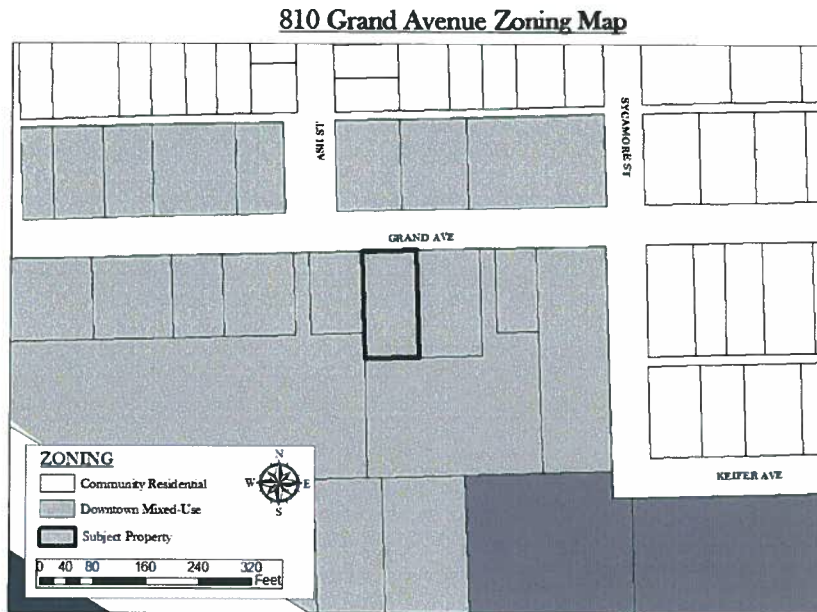 810 Grand Avenue Zoning Map
ASH ST.
SYCAMORE ST
GRAND AVE
KEIFER AVE
ZONING
Community Residential
Downtown Mixed-Use
Subject Property
N
W E
S
0 40 80 160 240 320
Feet